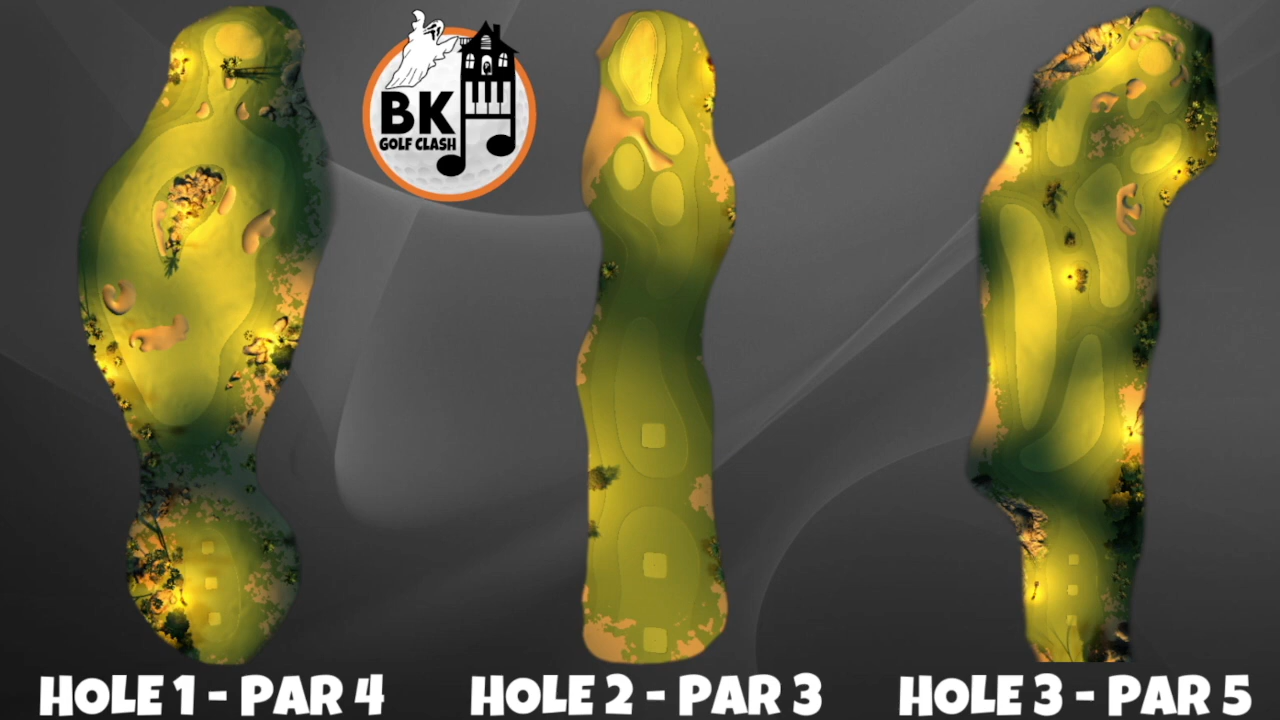 BK
GOLF CLASH
HOLE 1 - PAR 4
HOLE 2 - PAR 3
HOLE 3 - PAR 5